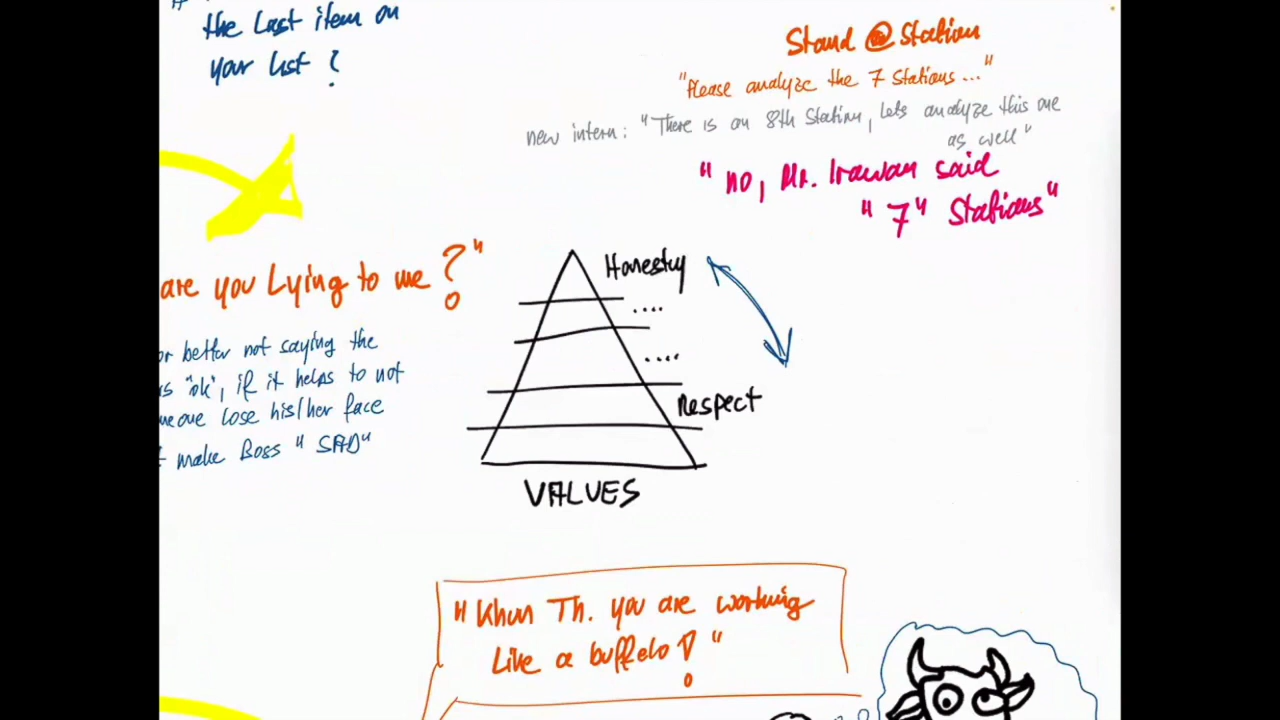 the Last item on
your List ?
Stand @ Station
"Please analyze the 7 Stations..."
new intern: "There is an 8th Station, lets analyze this one
as well"
"no, Mr. Irawan said
"7" Stations"
are you Lying to me ?"
or better not saying the
"ok", if it helps to not
lose his/her face
make Boss "SAD"
Honesty
....
....
Respect
VALUES
"Khun Th. you are working
Like a buffelo !"